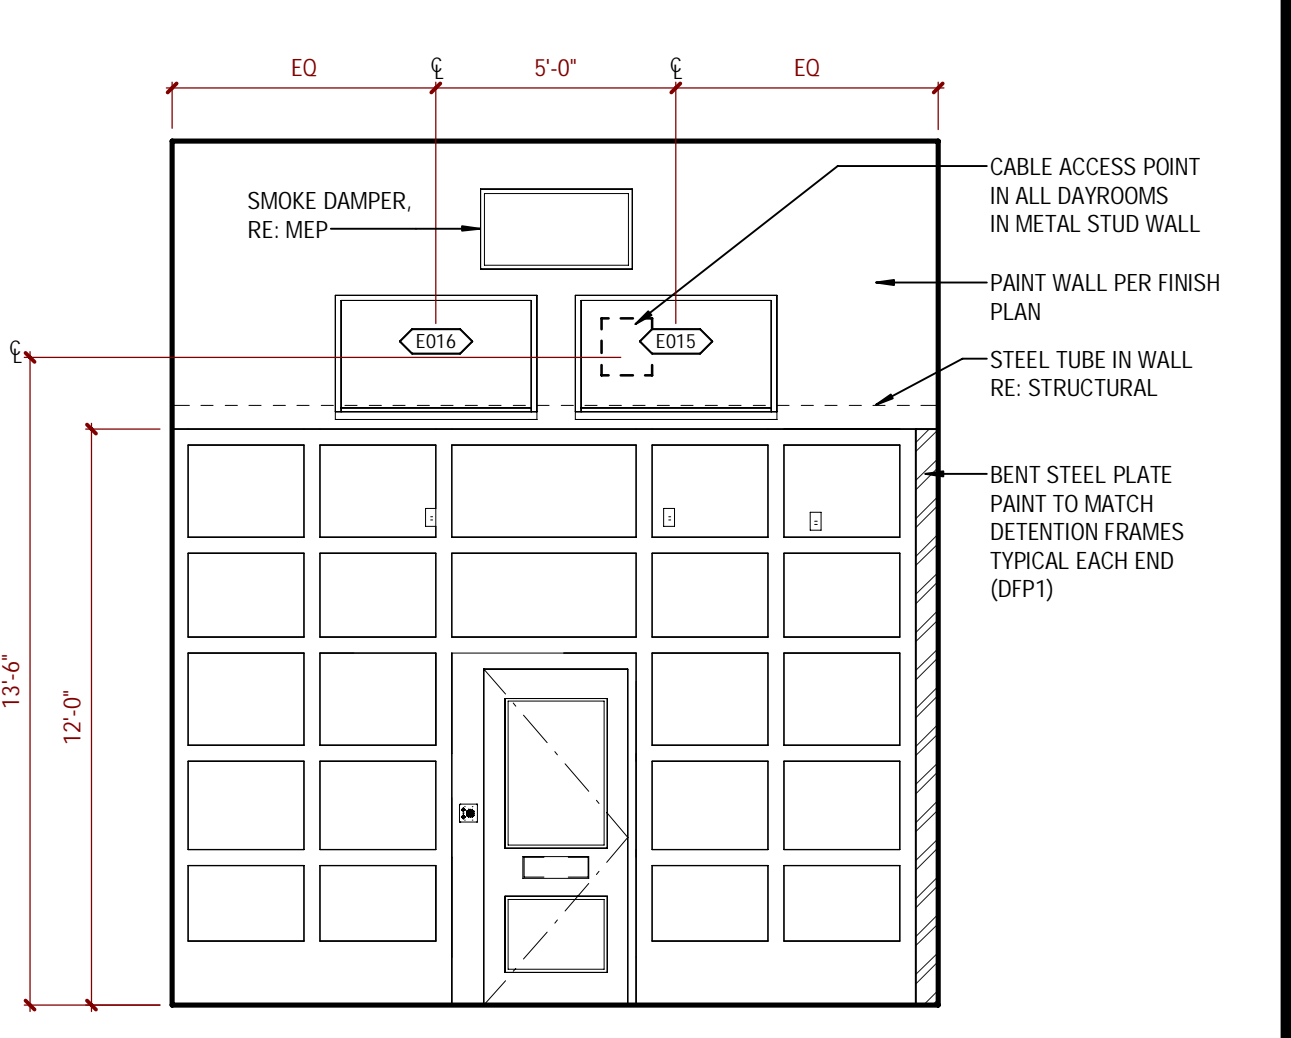 EQ
℄
5'-0"
℄
EQ
SMOKE DAMPER,
RE: MEP
CABLE ACCESS POINT
IN ALL DAYROOMS
IN METAL STUD WALL
PAINT WALL PER FINISH
PLAN
E016
E015
℄
STEEL TUBE IN WALL
RE: STRUCTURAL
BENT STEEL PLATE
PAINT TO MATCH
DETENTION FRAMES
TYPICAL EACH END
(DFP1)
13'-6"
12'-0"